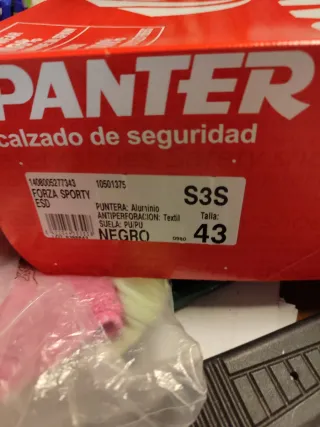 PANTER
calzado de seguridad
1408005277343 10501375
FORZA SPORTY
ESD
S3S
PUNTERA: Aluminio
ANTIPERFORACION: Textil
SUELA: PU/PU
Talla:
NEGRO
43